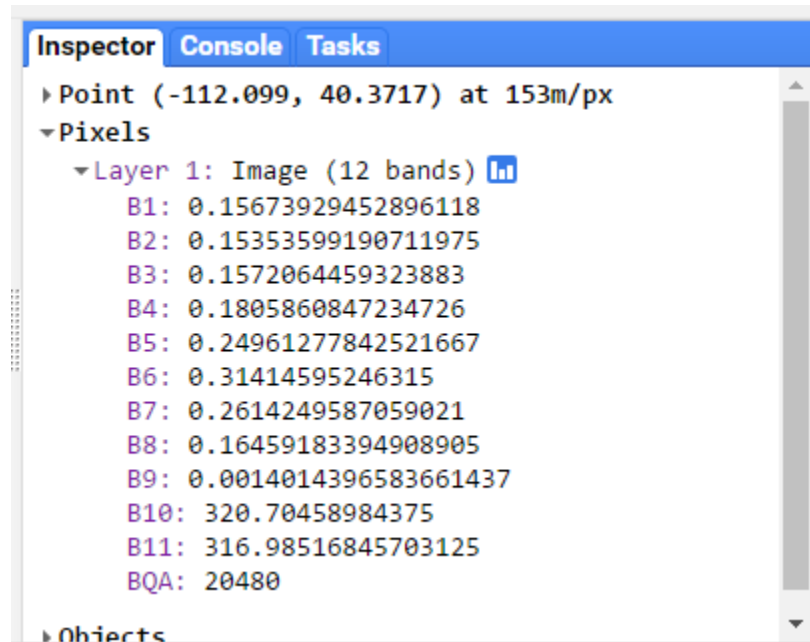 Inspector Console Tasks
Point (-112.099, 40.3717) at 153m/px
Pixels
Layer 1: Image (12 bands)
B1: 0.15673929452896118
B2: 0.15353599190711975
B3: 0.1572064459323883
B4: 0.1805860847234726
B5: 0.24961277842521667
B6: 0.31414595246315
B7: 0.2614249587059021
B8: 0.16459183394908905
B9: 0.0014014396583661437
B10: 320.70458984375
B11: 316.98516845703125
BQA: 20480
Objects